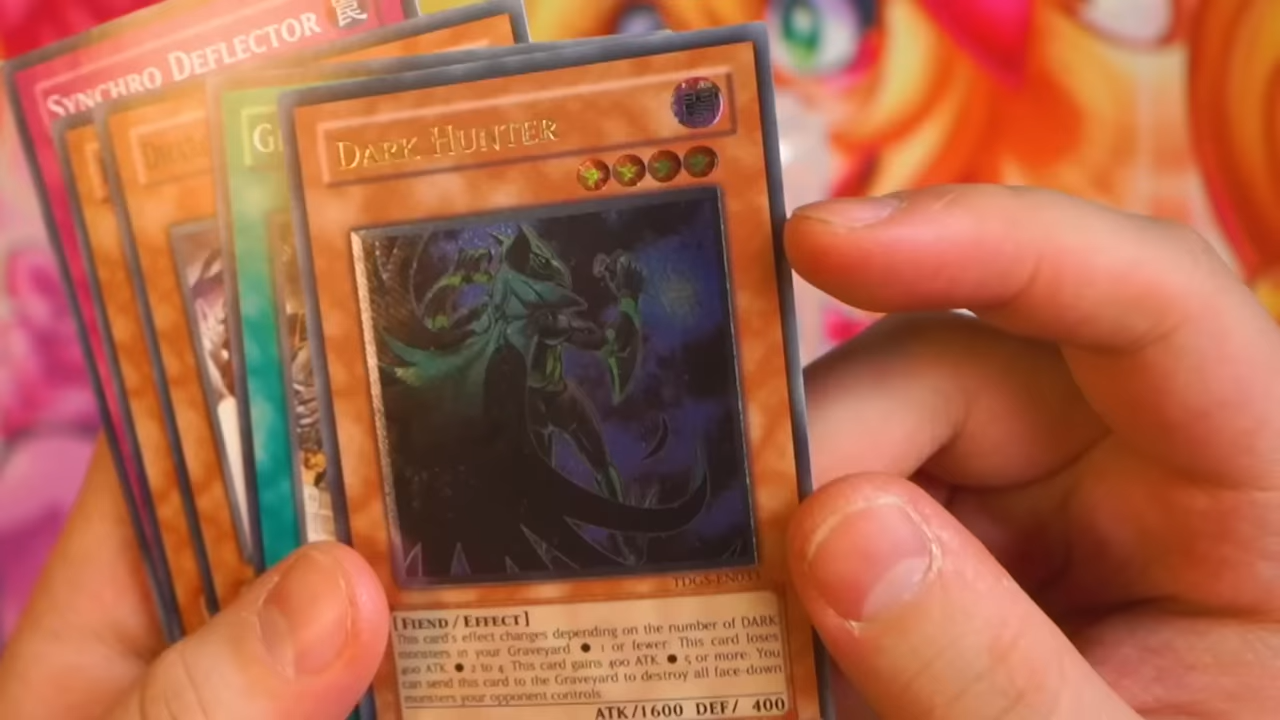 SYNCHRO DEFLECTOR 罠
G
DARK HUNTER 闇
TDGS-EN033
[FIEND / EFFECT]
This card's effect changes depending on the number of DARK
monsters in your Graveyard ● 1 or fewer: This card loses
400 ATK. ● 2 to 4: This card gains 400 ATK. ● 5 or more: You
can send this card to the Graveyard to destroy all face-down
monsters your opponent controls.
ATK/1600 DEF/ 400